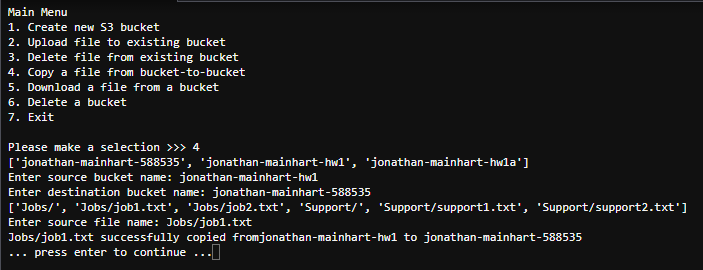 Main Menu
1. Create new S3 bucket
2. Upload file to existing bucket
3. Delete file from existing bucket
4. Copy a file from bucket-to-bucket
5. Download a file from a bucket
6. Delete a bucket
7. Exit
Please make a selection >>> 4
['jonathan-mainhart-588535', 'jonathan-mainhart-hw1', 'jonathan-mainhart-hw1a']
Enter source bucket name: jonathan-mainhart-hw1
Enter destination bucket name: jonathan-mainhart-588535
['Jobs/', 'Jobs/job1.txt', 'Jobs/job2.txt', 'Support/', 'Support/support1.txt', 'Support/support2.txt']
Enter source file name: Jobs/job1.txt
Jobs/job1.txt successfully copied fromjonathan-mainhart-hw1 to jonathan-mainhart-588535
... press enter to continue ...